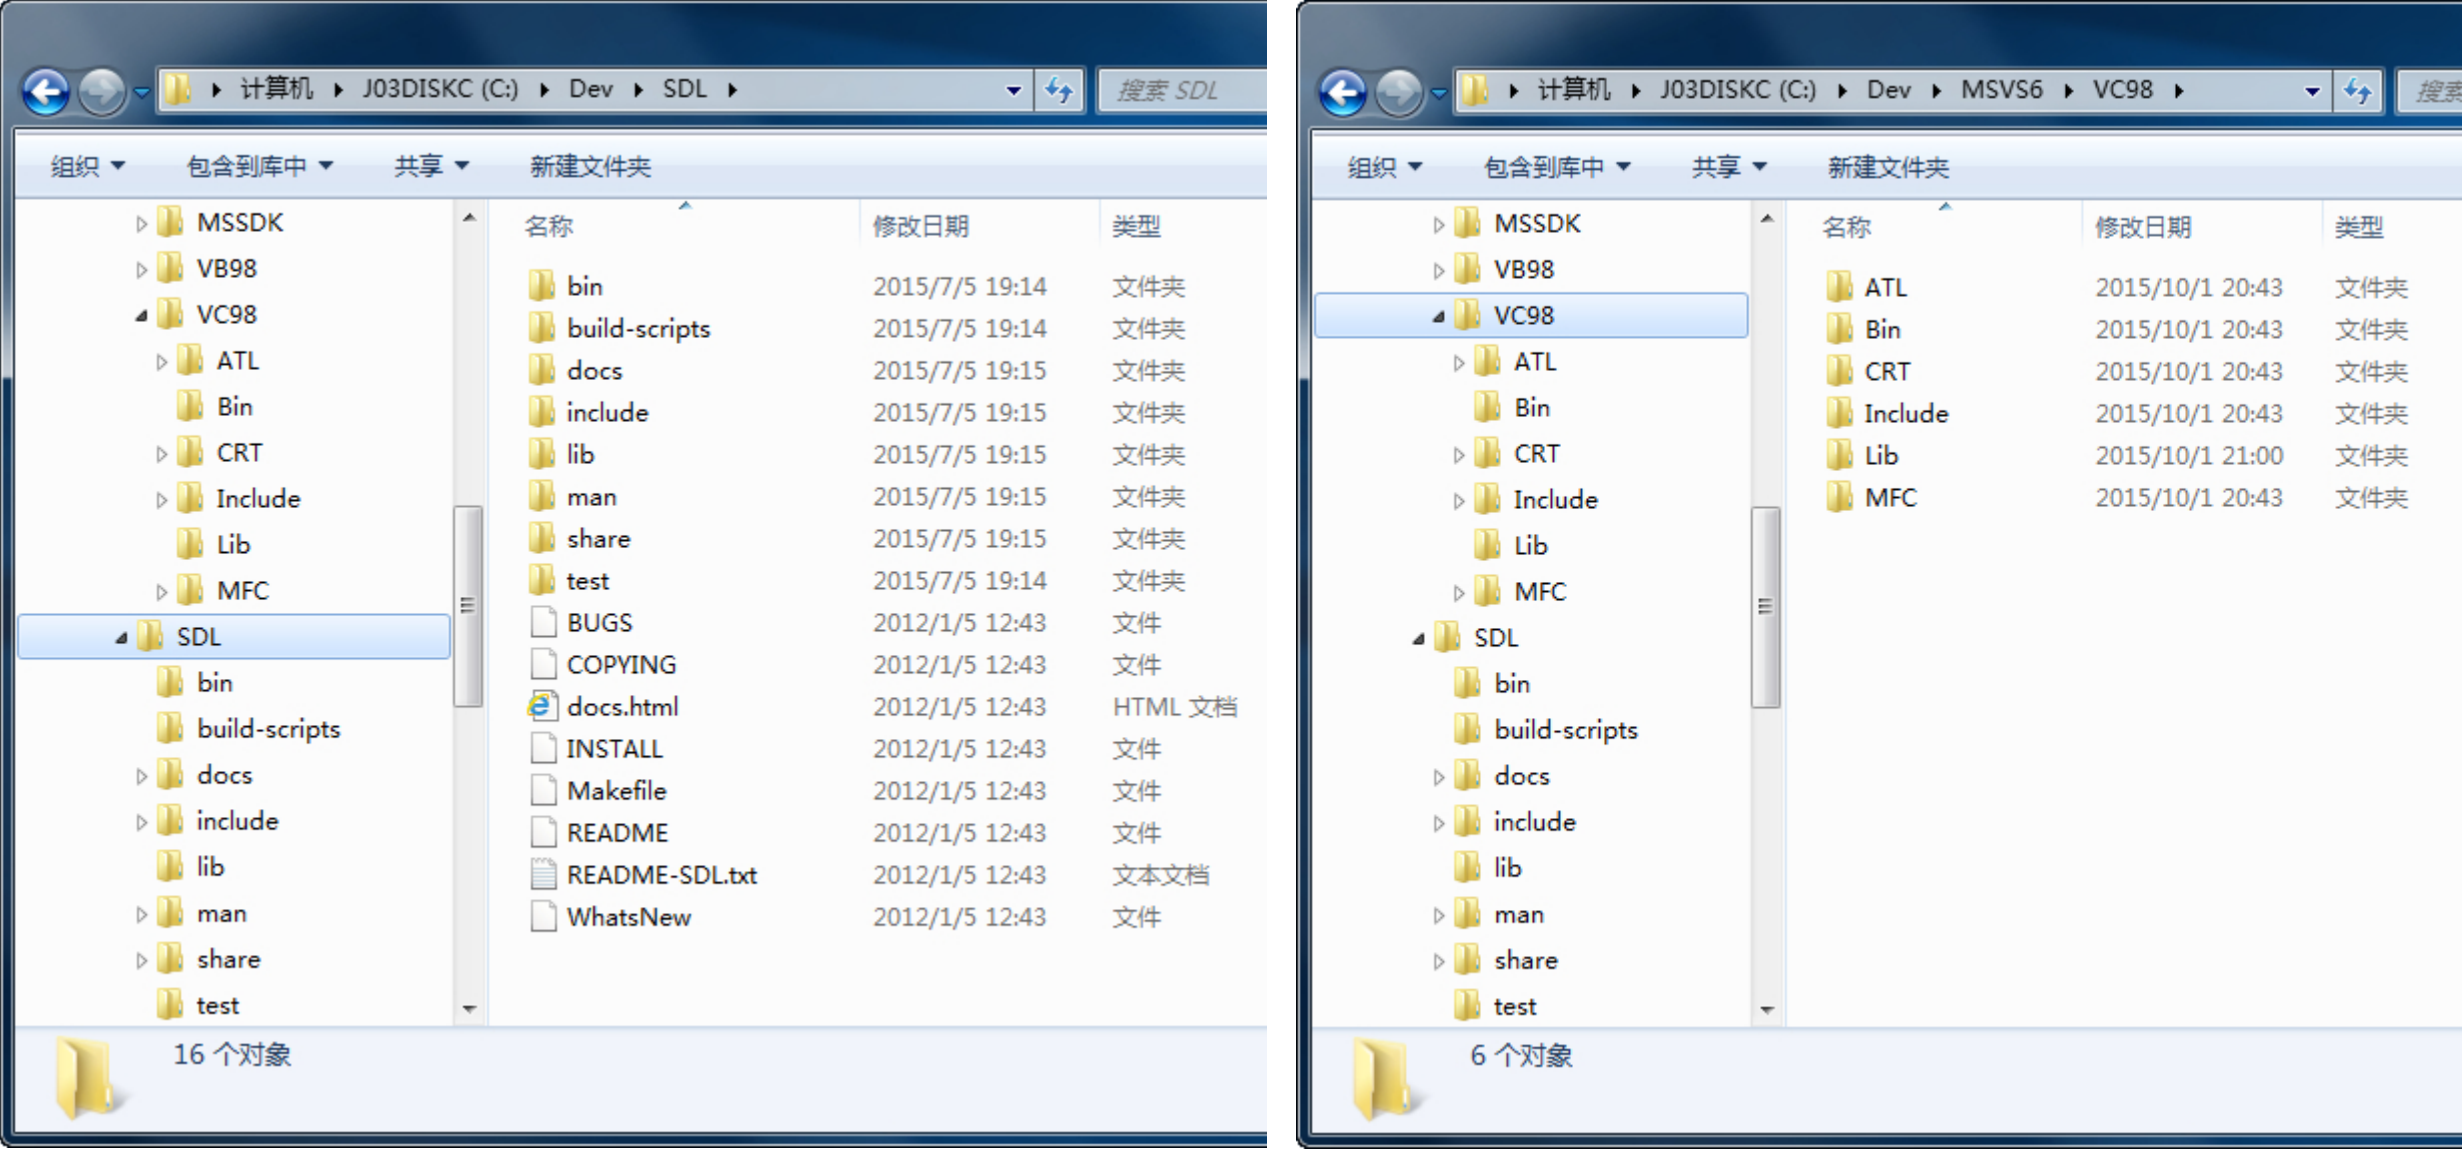 计算机 J03DISKC (C:) Dev SDL
搜索 SDL
组织 包含到库中 共享 新建文件夹
MSSDK
VB98
VC98
ATL
Bin
CRT
Include
Lib
MFC
SDL
bin
build-scripts
docs
include
lib
man
share
test
名称 修改日期 类型
bin 2015/7/5 19:14 文件夹
build-scripts 2015/7/5 19:14 文件夹
docs 2015/7/5 19:15 文件夹
include 2015/7/5 19:15 文件夹
lib 2015/7/5 19:15 文件夹
man 2015/7/5 19:15 文件夹
share 2015/7/5 19:15 文件夹
test 2015/7/5 19:14 文件夹
BUGS 2012/1/5 12:43 文件
COPYING 2012/1/5 12:43 文件
docs.html 2012/1/5 12:43 HTML 文档
INSTALL 2012/1/5 12:43 文件
Makefile 2012/1/5 12:43 文件
README 2012/1/5 12:43 文件
README-SDL.txt 2012/1/5 12:43 文本文档
WhatsNew 2012/1/5 12:43 文件
16 个对象
计算机 J03DISKC (C:) Dev MSVS6 VC98
搜索
组织 包含到库中 共享 新建文件夹
MSSDK
VB98
VC98
ATL
Bin
CRT
Include
Lib
MFC
SDL
bin
build-scripts
docs
include
lib
man
share
test
名称 修改日期 类型
ATL 2015/10/1 20:43 文件夹
Bin 2015/10/1 20:43 文件夹
CRT 2015/10/1 20:43 文件夹
Include 2015/10/1 20:43 文件夹
Lib 2015/10/1 21:00 文件夹
MFC 2015/10/1 20:43 文件夹
6 个对象